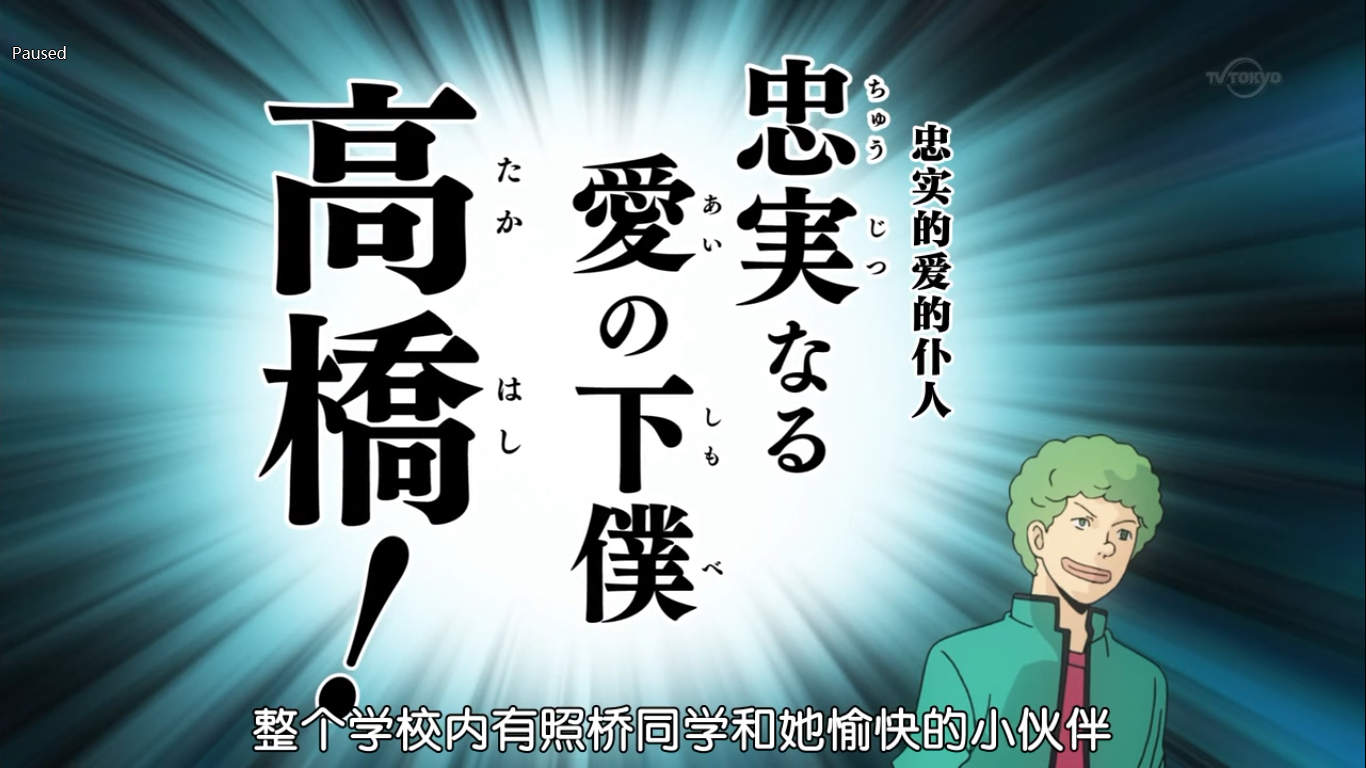 Paused
TV TOKYO
忠实的爱的仆人
忠実なる
ちゅうじつ
愛の下僕
あいしもべ
高橋！
たかはし
整个学校内有照桥同学和她愉快的小伙伴